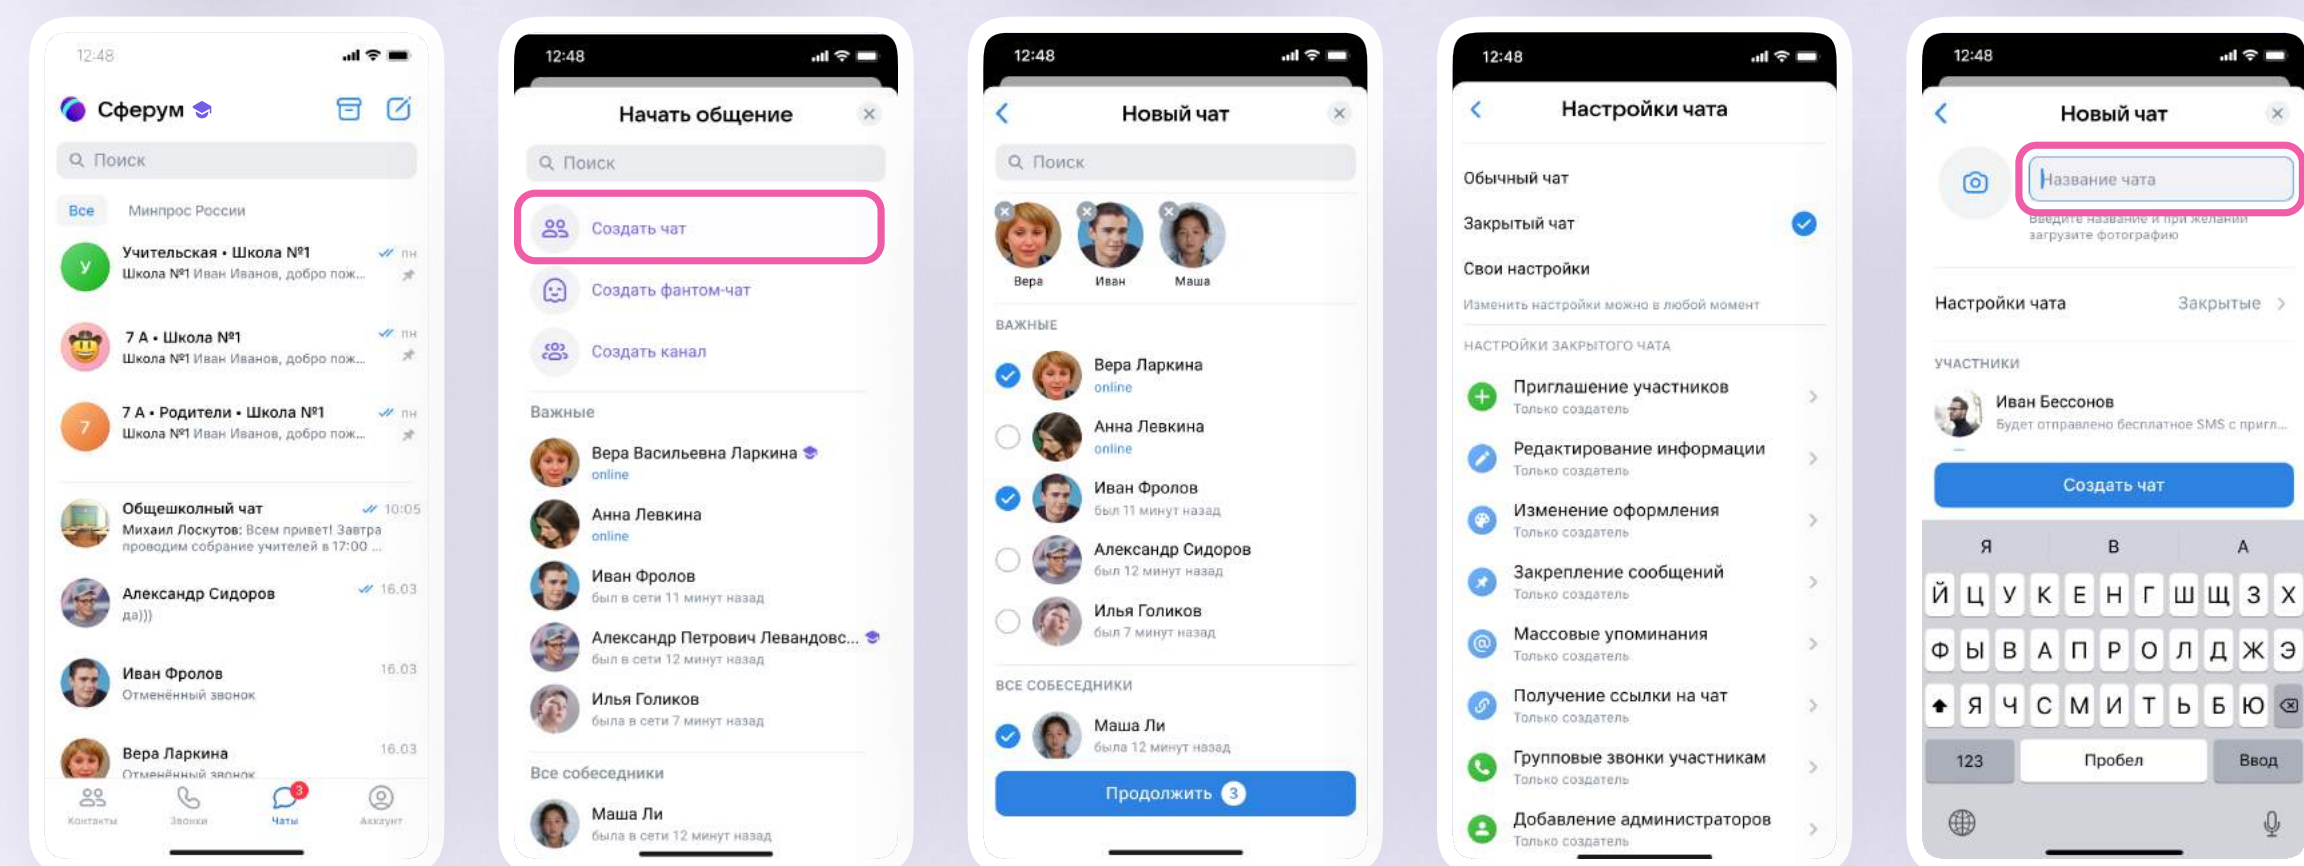 12:48
Сферум
Поиск
Все
Минпрос России
У
Учительская • Школа №1
пн
Школа №1 Иван Иванов, добро пож...
7 А • Школа №1
пн
Школа №1 Иван Иванов, добро пож...
7
7 А • Родители • Школа №1
пн
Школа №1 Иван Иванов, добро пож...
Общешкольный чат
10:05
Михаил Лоскутов: Всем привет! Завтра
проводим собрание учителей в 17:00 ...
Александр Сидоров
16.03
да)))
Иван Фролов
16.03
Отменённый звонок
Вера Ларкина
16.03
Отменённый звонок
3
Контакты
Звонки
Чаты
Аккаунт
12:48
Начать общение
Поиск
Создать чат
Создать фантом-чат
Создать канал
Важные
Вера Васильевна Ларкина
online
Анна Левкина
online
Иван Фролов
был в сети 11 минут назад
Александр Петрович Левандовс...
был в сети 12 минут назад
Илья Голиков
была в сети 7 минут назад
Все собеседники
Маша Ли
была в сети 12 минут назад
12:48
Новый чат
Поиск
Вера
Иван
Маша
ВАЖНЫЕ
Вера Ларкина
online
Анна Левкина
online
Иван Фролов
был 11 минут назад
Александр Сидоров
был 12 минут назад
Илья Голиков
был 7 минут назад
ВСЕ СОБЕСЕДНИКИ
Маша Ли
была 12 минут назад
Продолжить 3
12:48
Настройки чата
Обычный чат
Закрытый чат
Свои настройки
Изменить настройки можно в любой момент
НАСТРОЙКИ ЗАКРЫТОГО ЧАТА
Приглашение участников
Только создатель
Редактирование информации
Только создатель
Изменение оформления
Только создатель
Закрепление сообщений
Только создатель
Массовые упоминания
Только создатель
Получение ссылки на чат
Только создатель
Групповые звонки участникам
Только создатель
Добавление администраторов
Только создатель
12:48
Новый чат
Название чата
Введите название и при желании
загрузите фотографию
Настройки чата
Закрытые
УЧАСТНИКИ
Иван Бессонов
Будет отправлено бесплатное SMS с пригл...
Создать чат
Я В А
Й Ц У К Е Н Г Ш Щ З Х
Ф Ы В А П Р О Л Д Ж Э
Я Ч С М И Т Ь Б Ю
123
Пробел
Ввод